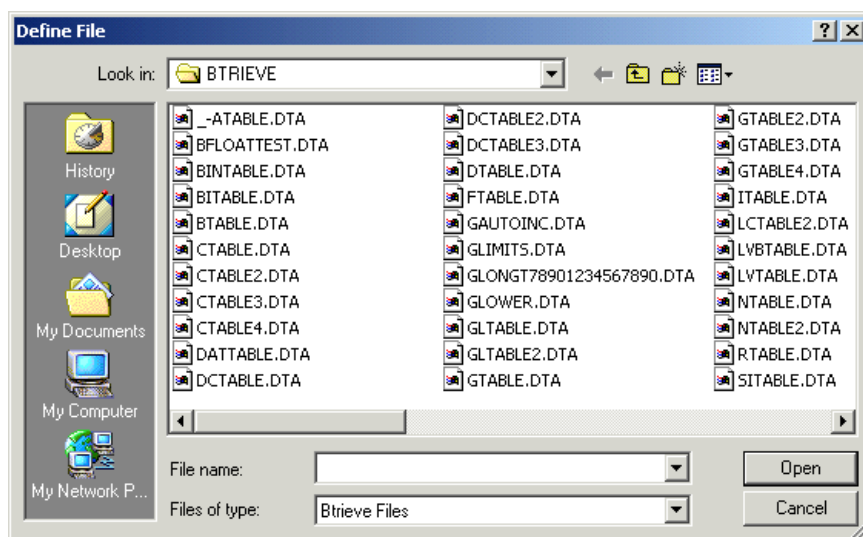 Define File
Look in: BTRIEVE
History
Desktop
My Documents
My Computer
My Network P...
_-ATABLE.DTA
BFLOATTEST.DTA
BINTABLE.DTA
BITABLE.DTA
BTABLE.DTA
CTABLE.DTA
CTABLE2.DTA
CTABLE3.DTA
CTABLE4.DTA
DATTABLE.DTA
DCTABLE.DTA
DCTABLE2.DTA
DCTABLE3.DTA
DTABLE.DTA
FTABLE.DTA
GAUTOINC.DTA
GLIMITS.DTA
GLONGT78901234567890.DTA
GLOWER.DTA
GLTABLE.DTA
GLTABLE2.DTA
GTABLE.DTA
GTABLE2.DTA
GTABLE3.DTA
GTABLE4.DTA
ITABLE.DTA
LCTABLE2.DTA
LVBTABLE.DTA
LVTABLE.DTA
NTABLE.DTA
NTABLE2.DTA
RTABLE.DTA
SITABLE.DTA
File name:
Open
Files of type: Btrieve Files
Cancel